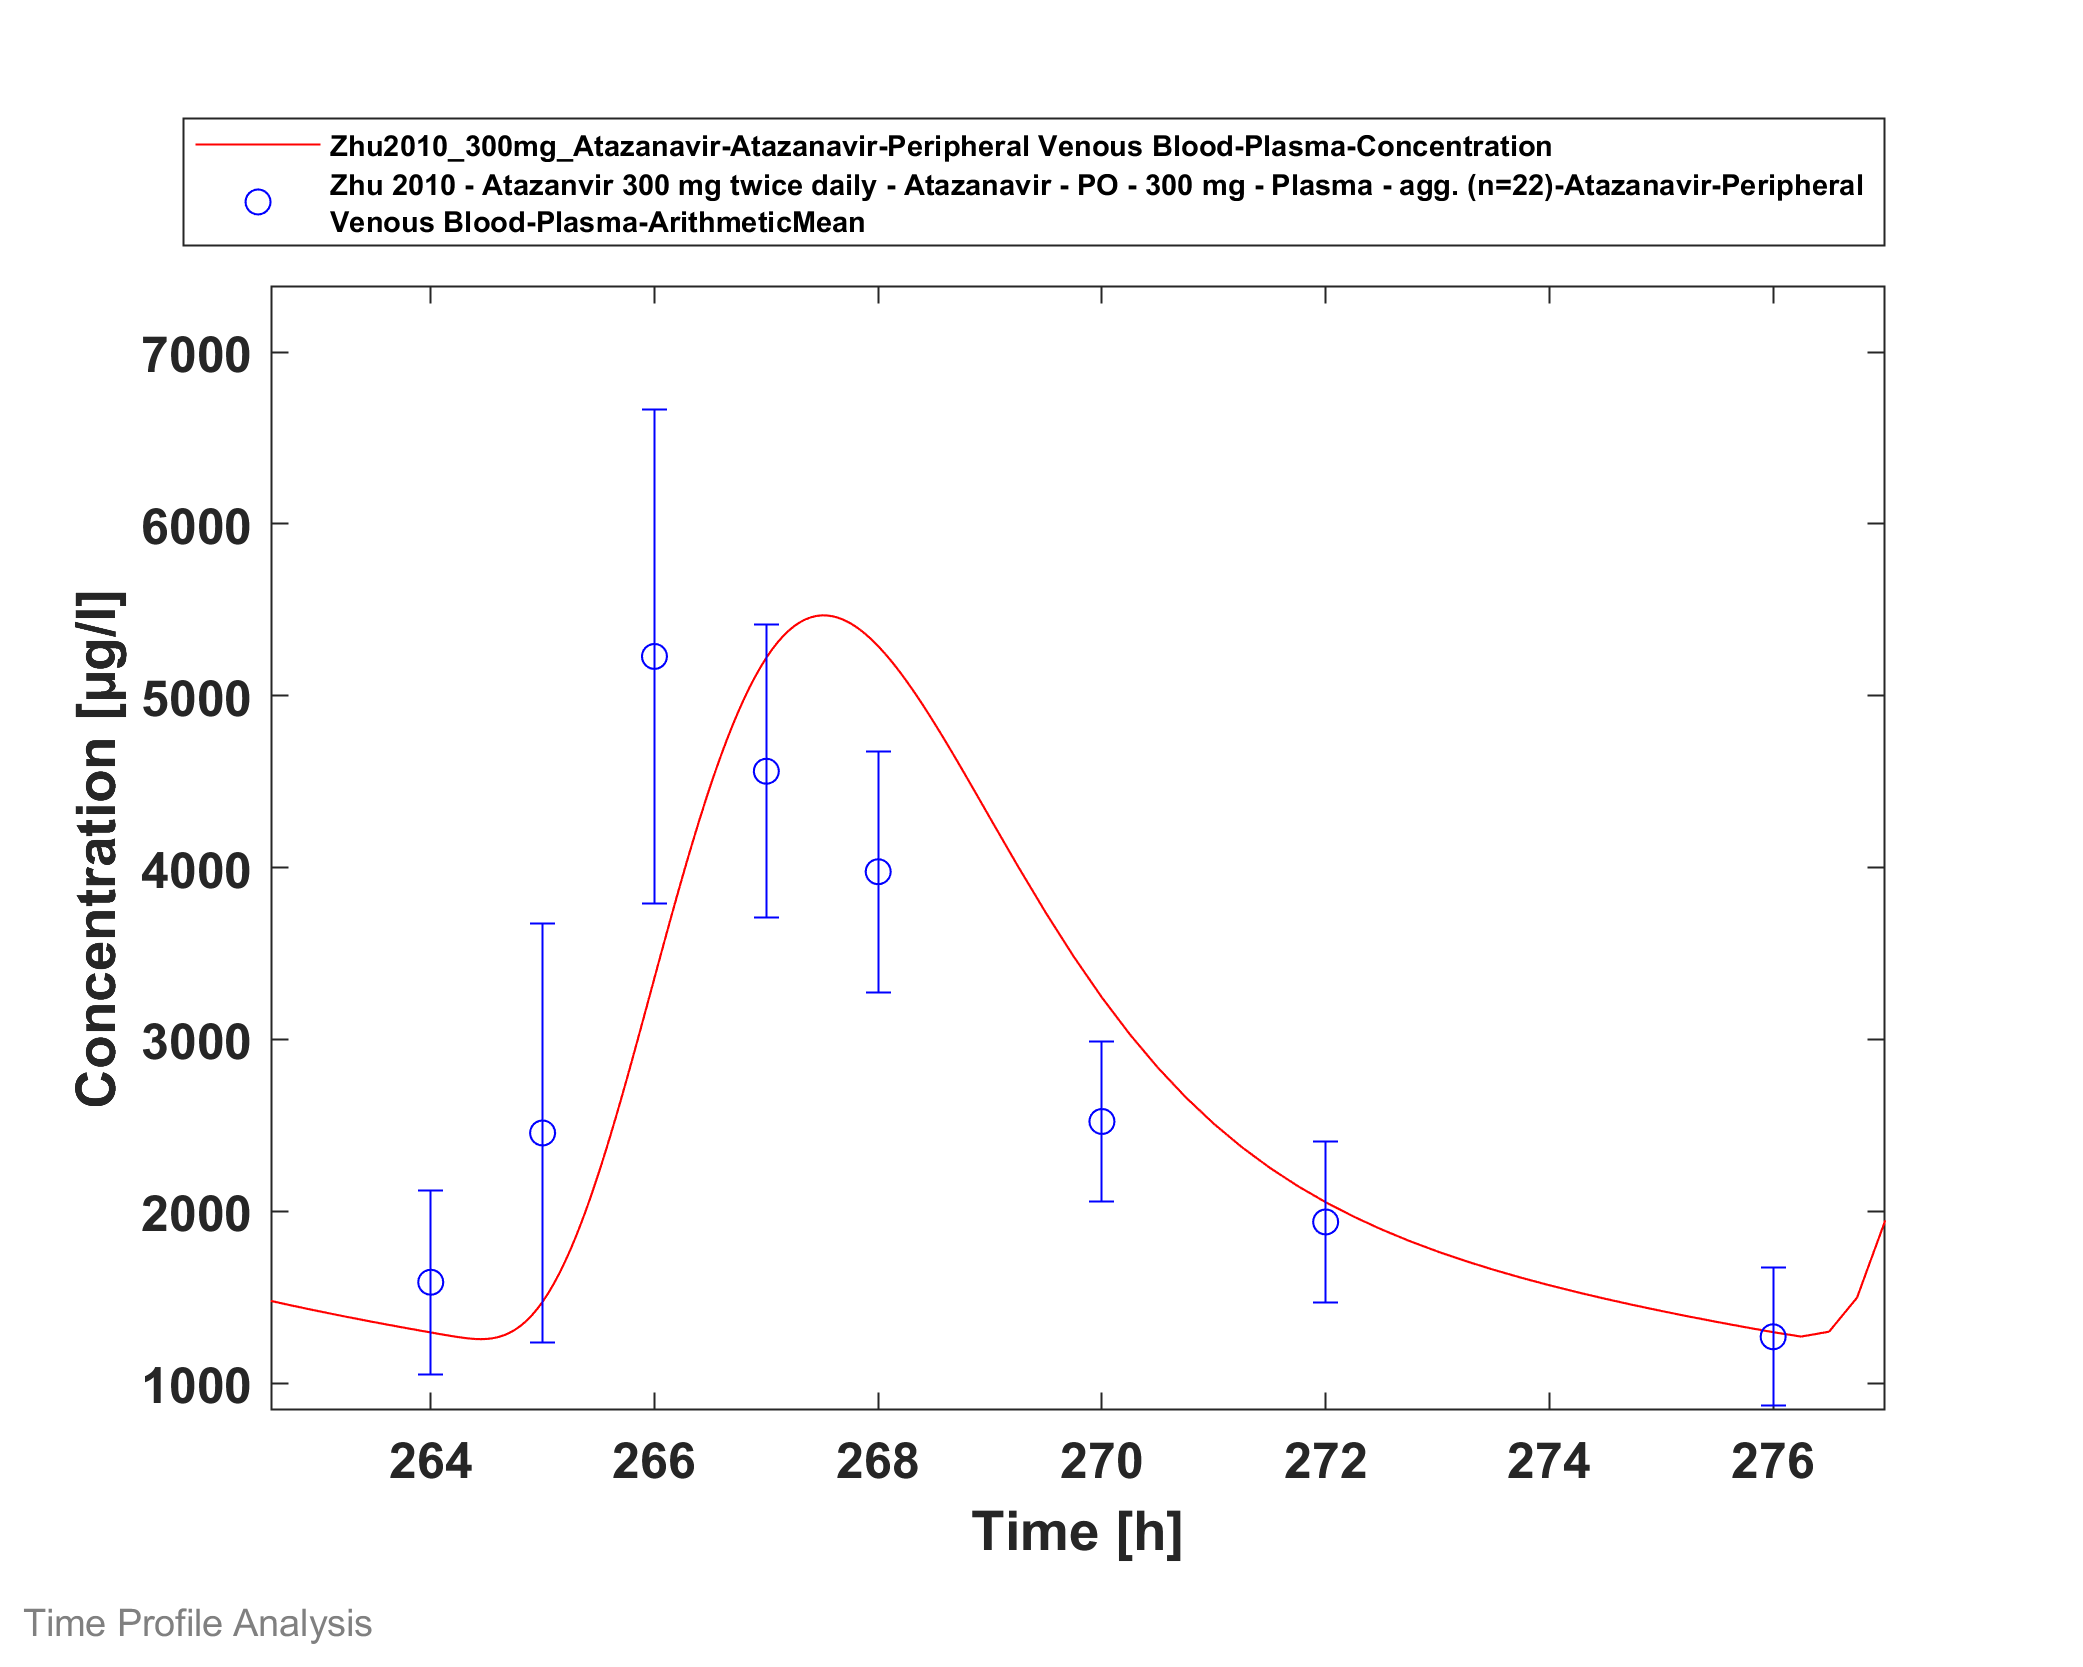 Zhu2010_300mg_Atazanavir-Atazanavir-Peripheral Venous Blood-Plasma-Concentration
Zhu 2010 - Atazanvir 300 mg twice daily - Atazanavir - PO - 300 mg - Plasma - agg. (n=22)-Atazanavir-Peripheral
Venous Blood-Plasma-ArithmeticMean
7000
6000
5000
4000
3000
2000
1000
Concentration [µg/l]
264 266 268 270 272 274 276
Time [h]
Time Profile Analysis